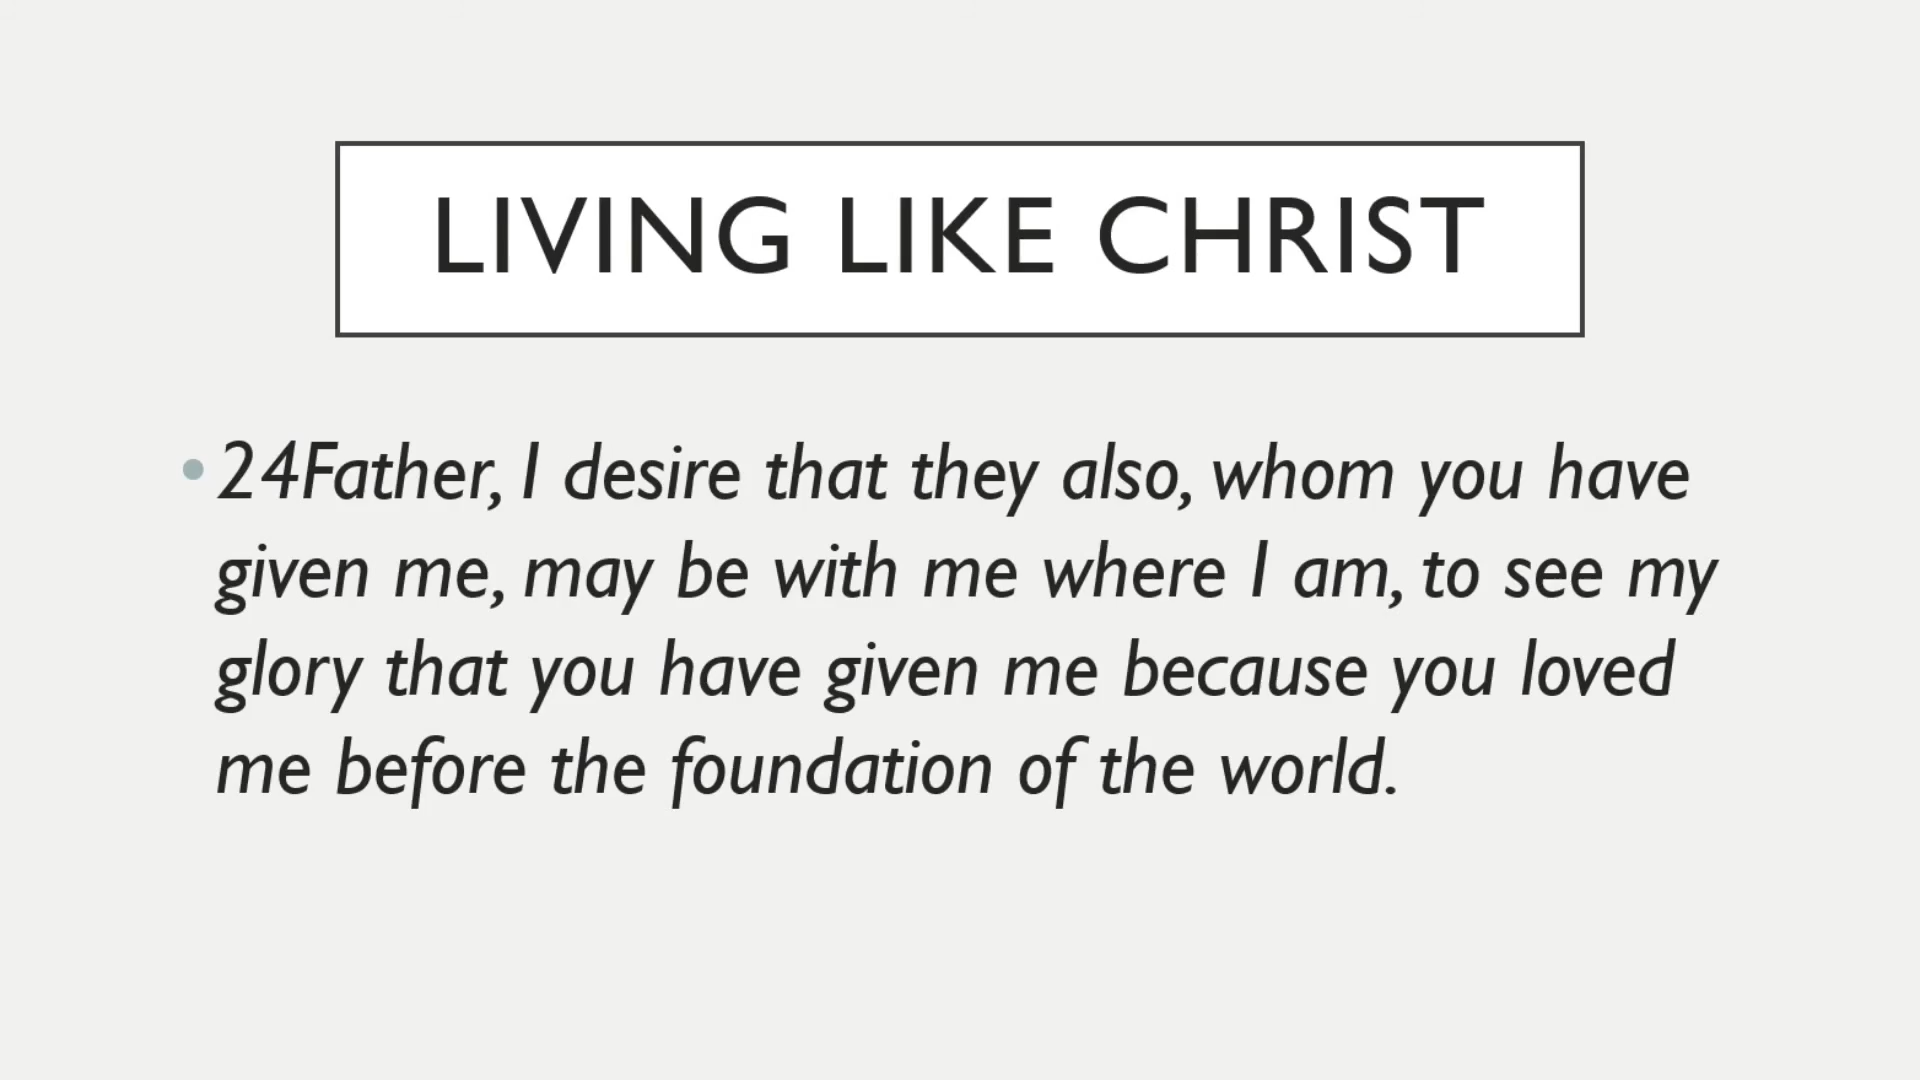 LIVING LIKE CHRIST
• 24Father, I desire that they also, whom you have
given me, may be with me where I am, to see my
glory that you have given me because you loved
me before the foundation of the world.